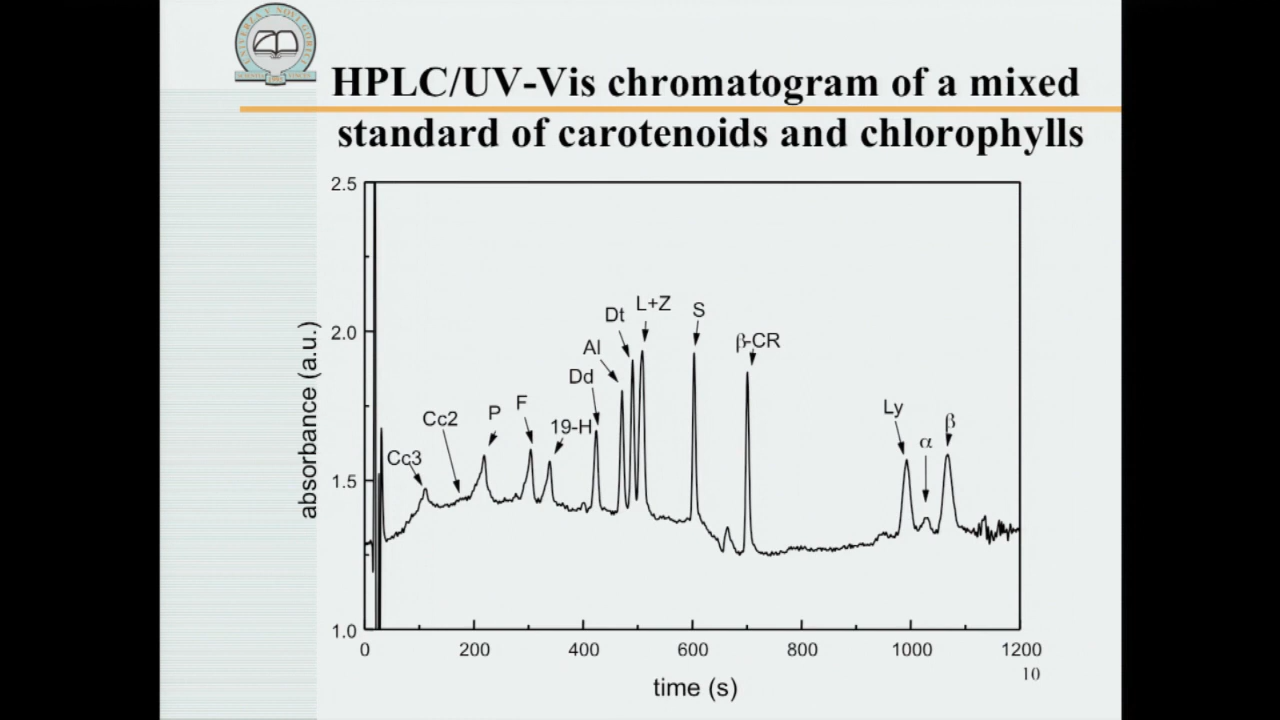 HPLC/UV-Vis chromatogram of a mixed
standard of carotenoids and chlorophylls
2.5
2.0
1.5
1.0
absorbance (a.u.)
Cc3
Cc2
P
F
19-H
Dd
Al
Dt
L+Z
S
β-CR
Ly
α
β
0 200 400 600 800 1000 1200
time (s)
10